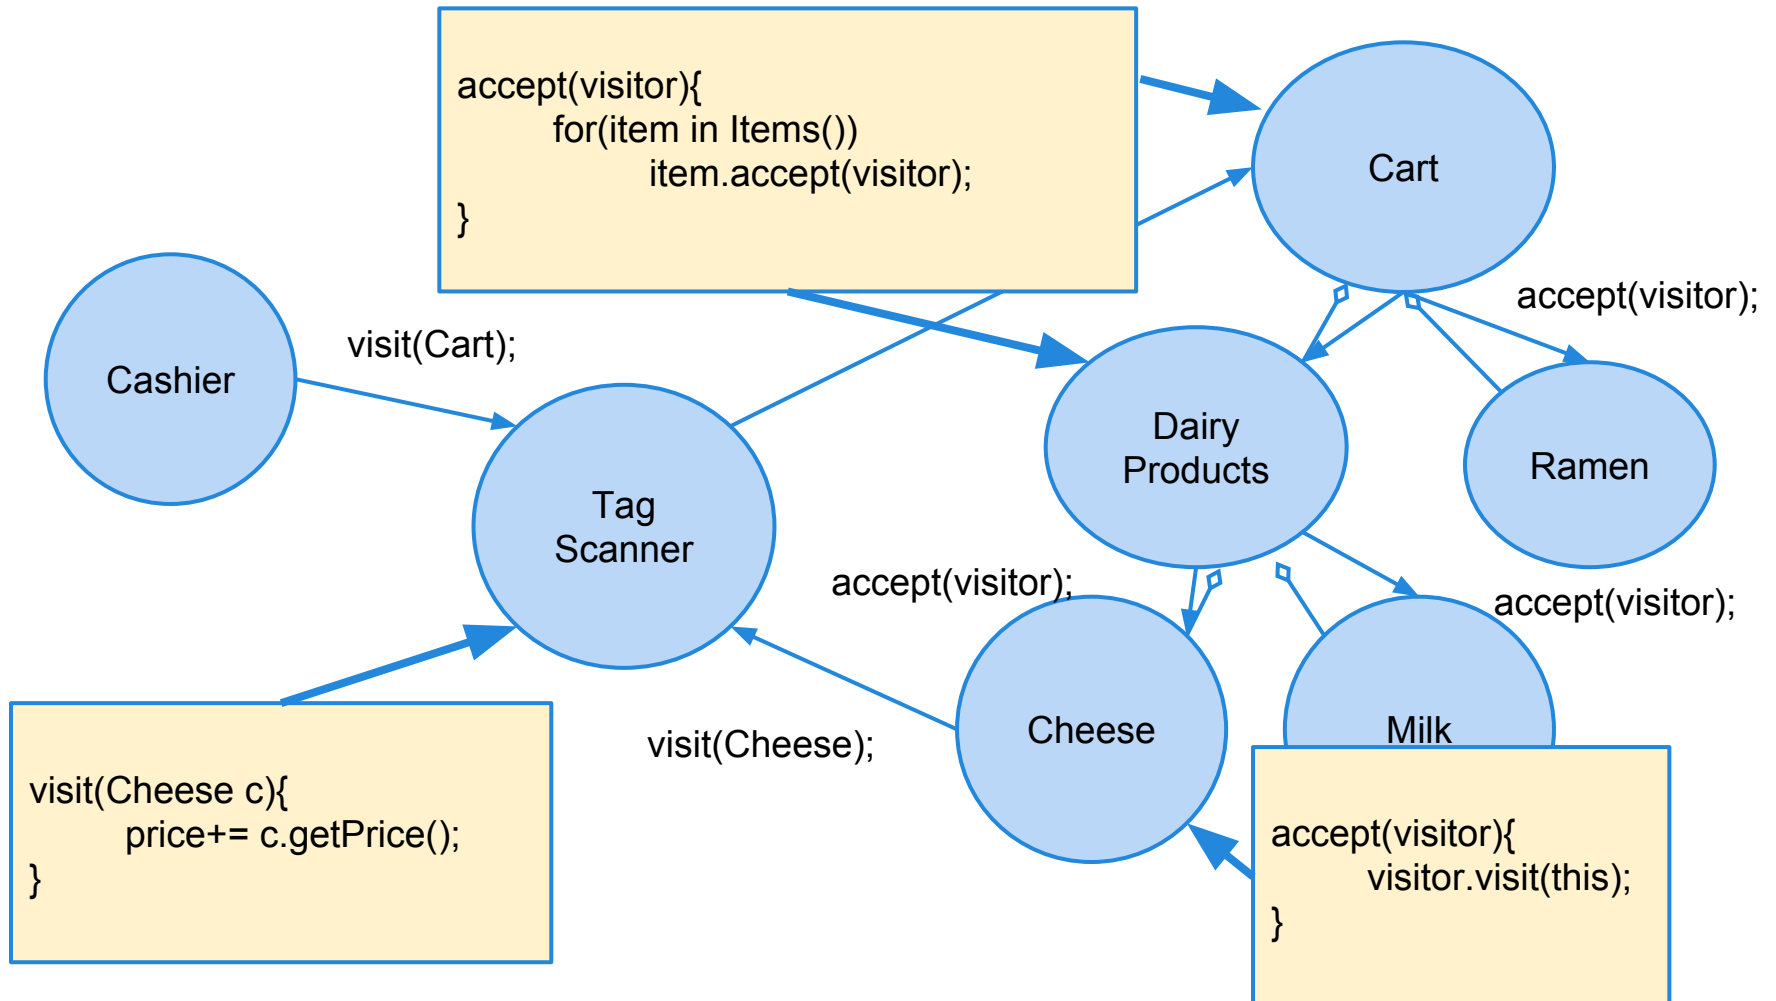 accept(visitor){
for(item in Items())
item.accept(visitor);
}
Cart
accept(visitor);
visit(Cart);
Cashier
Dairy
Products
Ramen
Tag
Scanner
accept(visitor);
accept(visitor);
Cheese
Milk
visit(Cheese);
visit(Cheese c){
price+= c.getPrice();
}
accept(visitor){
visitor.visit(this);
}